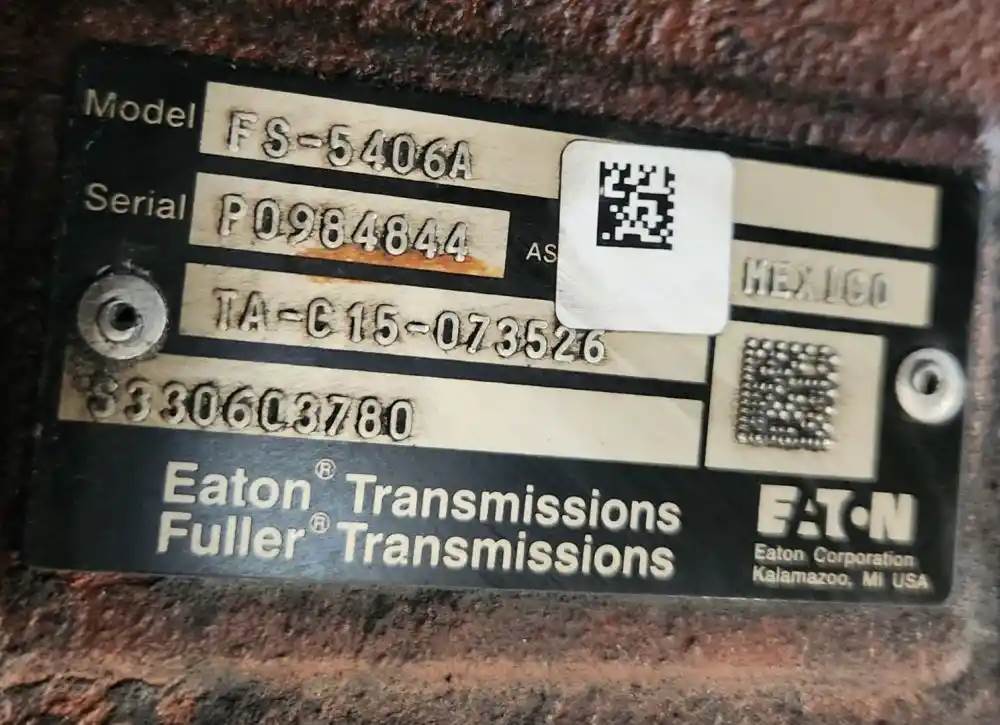 Model FS-5406A
Serial P0984844 AS MEXICO
TA-C15-073526
S3306C3780
Eaton® Transmissions
Fuller® Transmissions
EATON
Eaton Corporation
Kalamazoo, MI USA